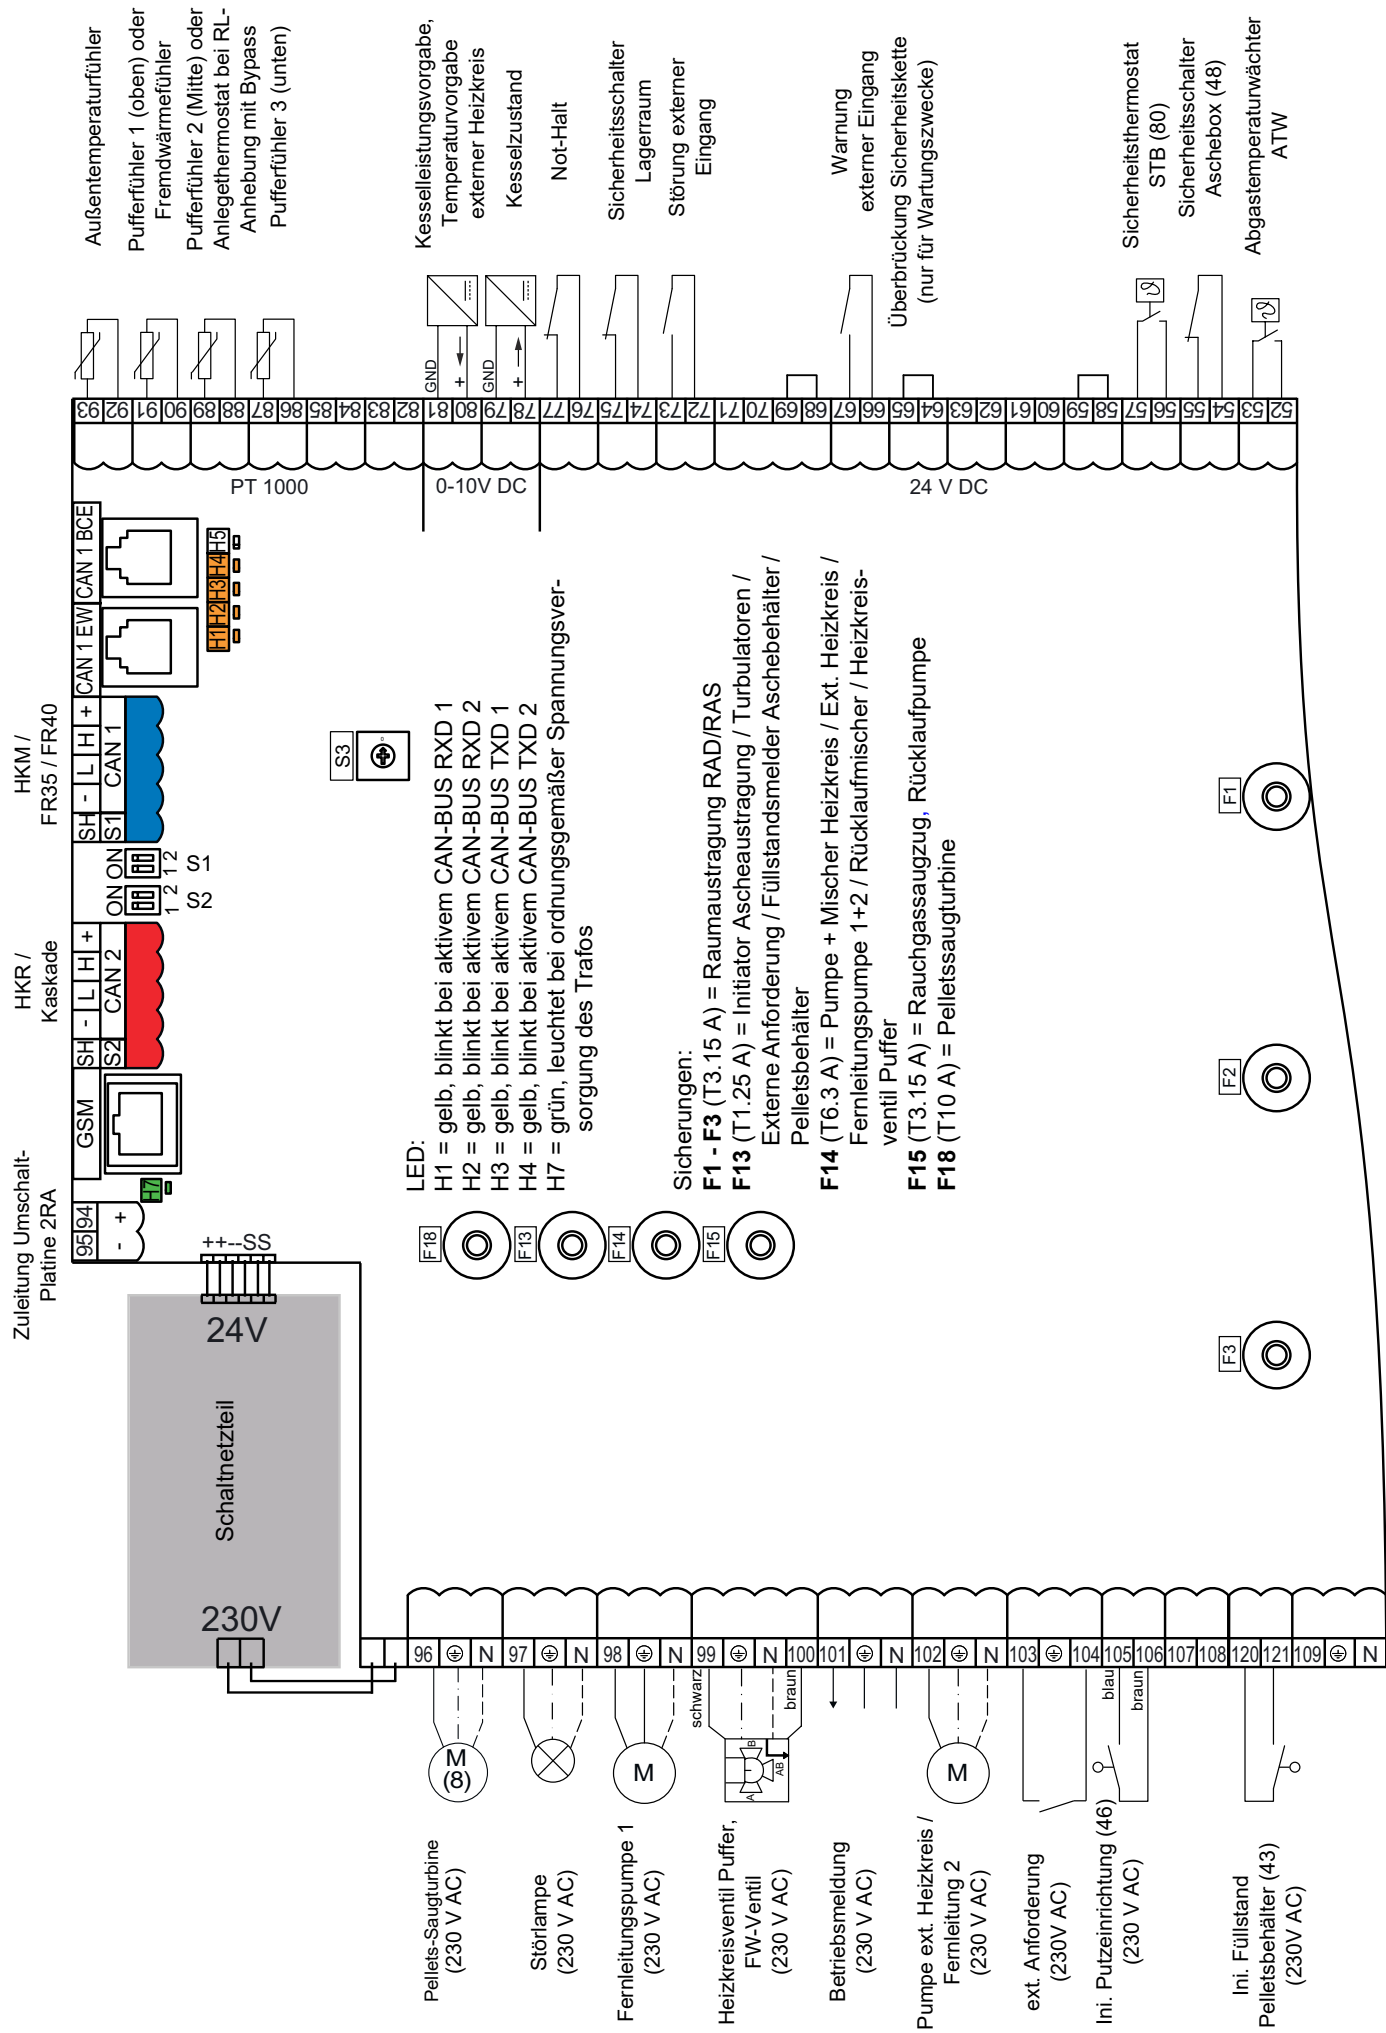 Zuleitung Umschalt-
Platine 2RA
HKR /
Kaskade
HKM /
FR35 / FR40
95 94
- +
GSM
H7
SH - L H +
S2 CAN 2
ON ON
1 2 1 2
S2 S1
SH - L H +
S1 CAN 1
CAN 1 EW CAN 1 BCE
H1 H2 H3 H4 H5
++--SS
24V
Schaltnetzteil
230V
S3
LED:
H1 = gelb, blinkt bei aktivem CAN-BUS RXD 1
H2 = gelb, blinkt bei aktivem CAN-BUS RXD 2
H3 = gelb, blinkt bei aktivem CAN-BUS TXD 1
H4 = gelb, blinkt bei aktivem CAN-BUS TXD 2
H7 = grün, leuchtet bei ordnungsgemäßer Spannungsver-
sorgung des Trafos
Sicherungen:
F1 - F3 (T3.15 A) = Raumaustragung RAD/RAS
F13 (T1.25 A) = Initiator Ascheaustragung / Turbulatoren /
Externe Anforderung / Füllstandsmelder Aschebehälter /
Pelletsbehälter
F14 (T6.3 A) = Pumpe + Mischer Heizkreis / Ext. Heizkreis /
Fernleitungspumpe 1+2 / Rücklaufmischer / Heizkreis-
ventil Puffer
F15 (T3.15 A) = Rauchgassaugzug, Rücklaufpumpe
F18 (T10 A) = Pelletssaugturbine
F18
F13
F14
F15
F3
F2
F1
PT 1000
0-10V DC
24 V DC
93 92 91 90 89 88 87 86 85 84 83 82 81 80 79 78 77 76 75 74 73 72 71 70 69 68 67 66 65 64 63 62 61 60 59 58 57 56 55 54 53 52
GND
+
GND
+
Außentemperaturfühler
Pufferfühler 1 (oben) oder
Fremdwärmefühler
Pufferfühler 2 (Mitte) oder
Anlegethermostat bei RL-
Anhebung mit Bypass
Pufferfühler 3 (unten)
Kesselleistungsvorgabe,
Temperaturvorgabe
externer Heizkreis
Kesselzustand
Not-Halt
Sicherheitsschalter
Lagerraum
Störung externer
Eingang
Warnung
externer Eingang
Überbrückung Sicherheitskette
(nur für Wartungszwecke)
Sicherheitsthermostat
STB (80)
Sicherheitsschalter
Aschebox (48)
Abgastemperaturwächter
ATW
ϑ
ϑ
96 N 97 N 98 N 99 N 100 101 N 102 N 103 104 105 106 107 108 120 121 109 N
schwarz
braun
blau
braun
M
(8)
M
A B AB
M
Pellets-Saugturbine
(230 V AC)
Störlampe
(230 V AC)
Fernleitungspumpe 1
(230 V AC)
Heizkreisventil Puffer,
FW-Ventil
(230 V AC)
Betriebsmeldung
(230 V AC)
Pumpe ext. Heizkreis /
Fernleitung 2
(230 V AC)
ext. Anforderung
(230V AC)
Ini. Putzeinrichtung (46)
(230 V AC)
Ini. Füllstand
Pelletsbehälter (43)
(230V AC)